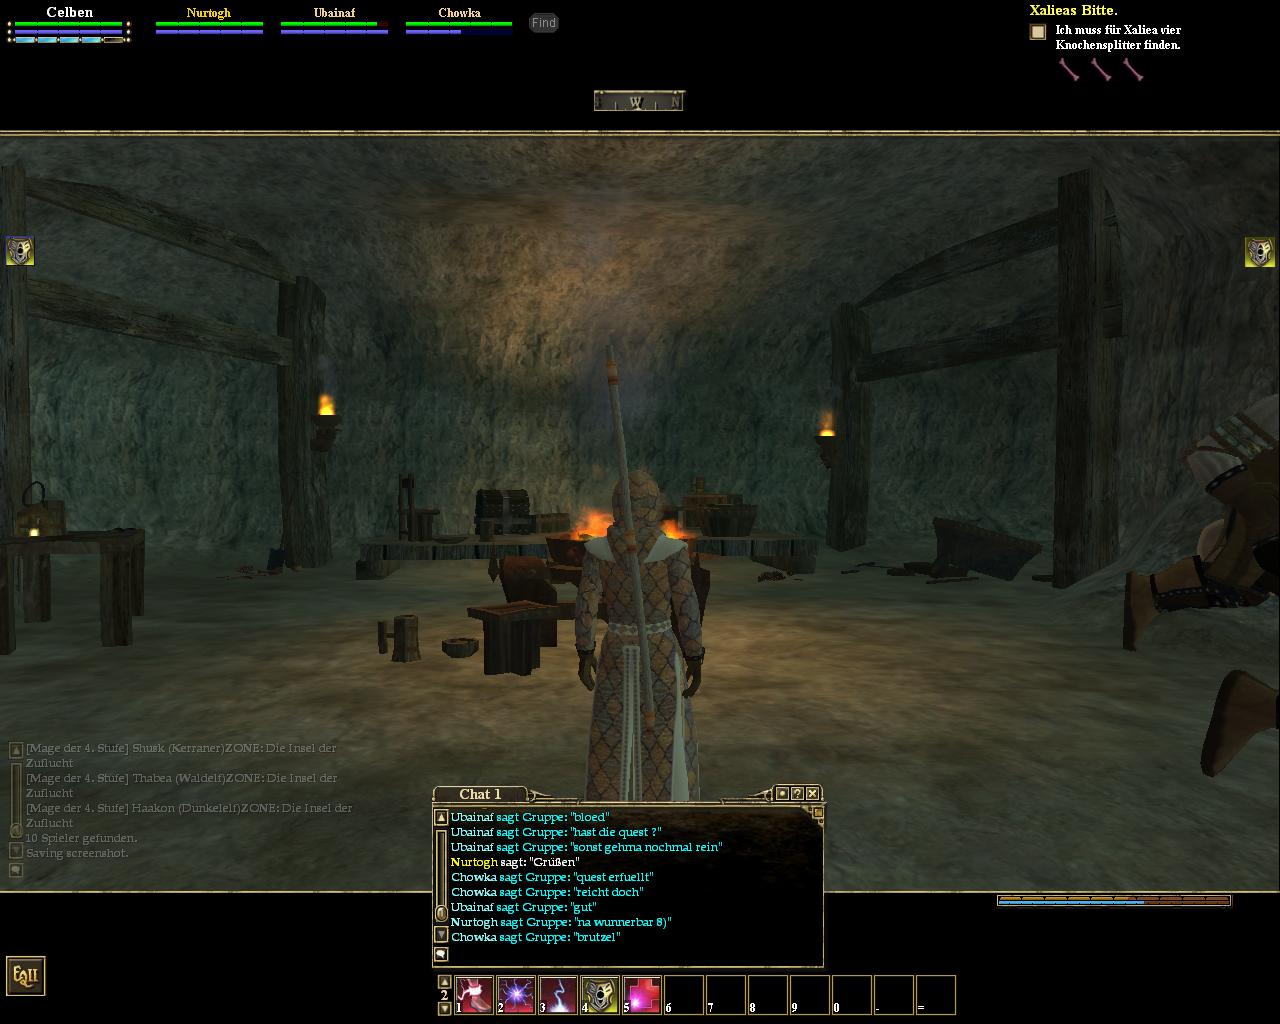 Celben
Nurtogh
Ubainaf
Chowka
Find
Xalieas Bitte.
Ich muss für Xaliea vier
Knochensplitter finden.
W N
[Mage der 4. Stufe] Shusk (Kerraner)ZONE: Die Insel der
Zuflucht
[Mage der 4. Stufe] Thabea (Waldelf)ZONE: Die Insel der
Zuflucht
[Mage der 4. Stufe] Haakon (Dunkelelf)ZONE: Die Insel der
Zuflucht
10 Spieler gefunden.
Saving screenshot.
Chat 1
Ubainaf sagt Gruppe: "bloed"
Ubainaf sagt Gruppe: "hast die quest ?"
Ubainaf sagt Gruppe: "sonst gehma nochmal rein"
Nurtogh sagt: "Grüßen"
Chowka sagt Gruppe: "quest erfuellt"
Chowka sagt Gruppe: "reicht doch"
Ubainaf sagt Gruppe: "gut"
Nurtogh sagt Gruppe: "na wunnerbar 8)"
Chowka sagt Gruppe: "brutzel"
EQII
2
1 2 3 4 5 6 7 8 9 0 - =